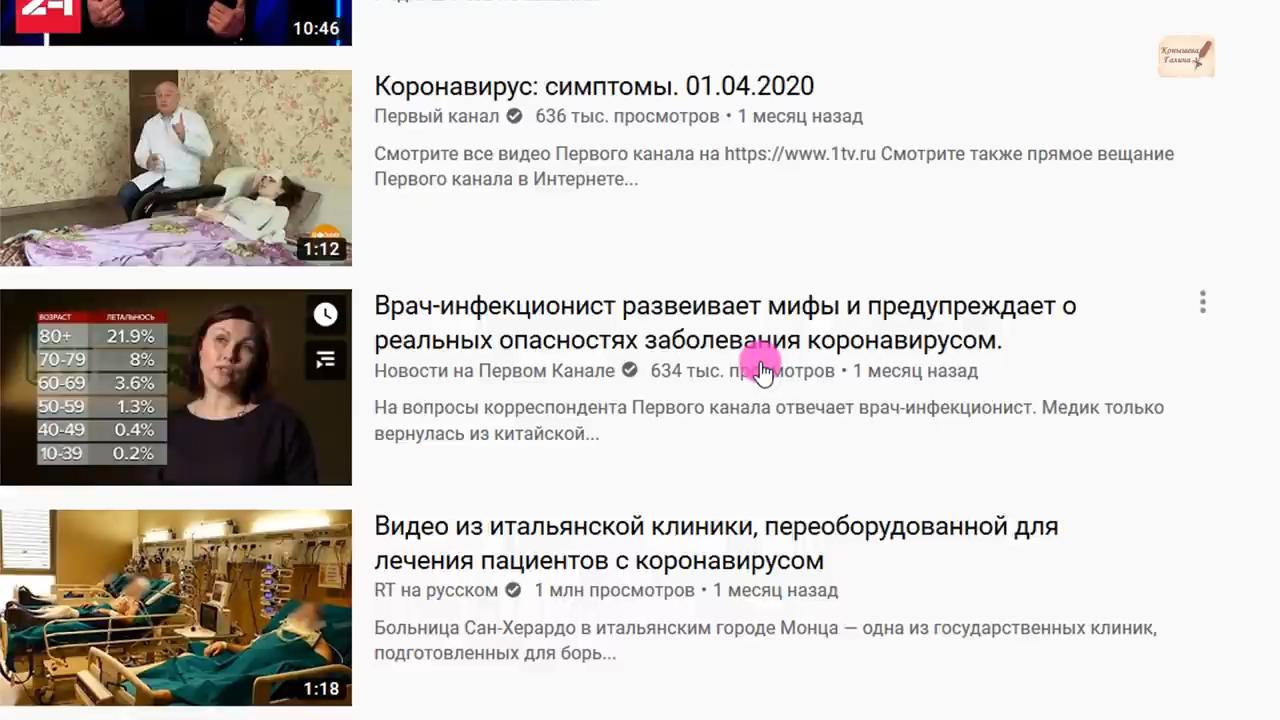 24
10:46
Конышева
Галина
Коронавирус: симптомы. 01.04.2020
Первый канал 636 тыс. просмотров • 1 месяц назад
Смотрите все видео Первого канала на https://www.1tv.ru Смотрите также прямое вещание
Первого канала в Интернете...
1:12
Врач-инфекционист развеивает мифы и предупреждает о
реальных опасностях заболевания коронавирусом.
Новости на Первом Канале 634 тыс. просмотров • 1 месяц назад
На вопросы корреспондента Первого канала отвечает врач-инфекционист. Медик только
вернулась из китайской...
ВОЗРАСТ ЛЕТАЛЬНОСЬ
80+ 21.9%
70-79 8%
60-69 3.6%
50-59 1.3%
40-49 0.4%
10-39 0.2%
Видео из итальянской клиники, переоборудованной для
лечения пациентов с коронавирусом
RT на русском 1 млн просмотров • 1 месяц назад
Больница Сан-Херардо в итальянским городе Монца — одна из государственных клиник,
подготовленных для борь...
1:18